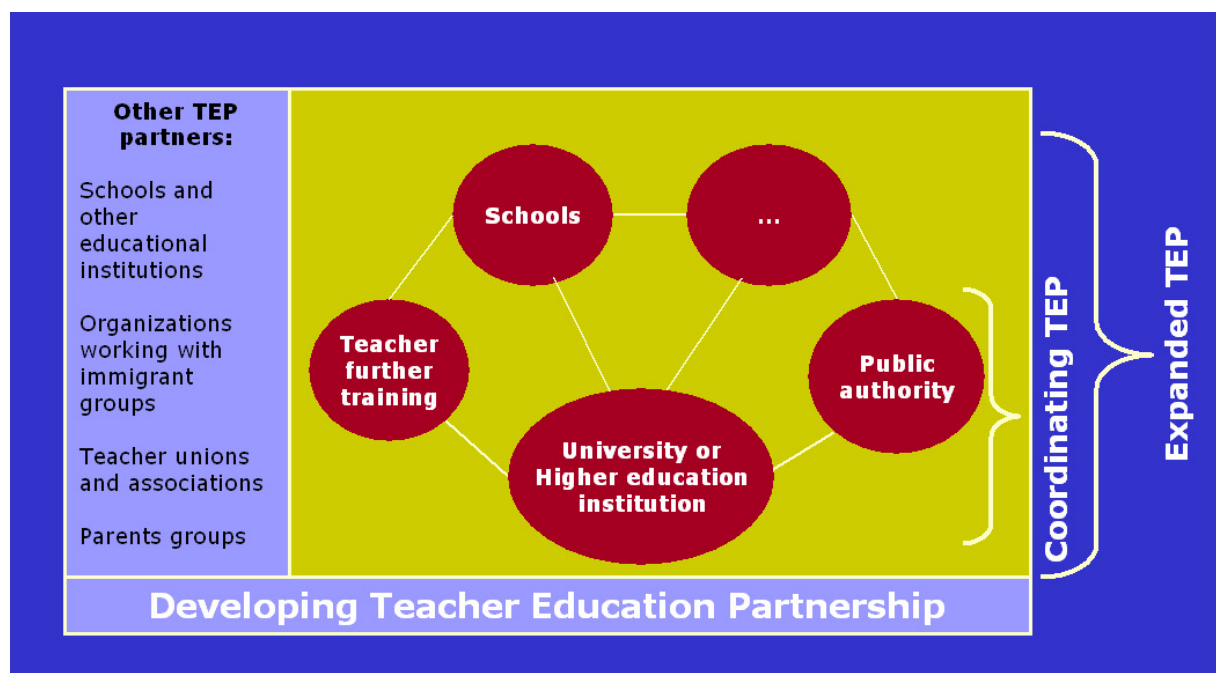 Other TEP
partners:
Schools and
other
educational
institutions
Organizations
working with
immigrant
groups
Teacher unions
and associations
Parents groups
Schools
...
Teacher
further
training
Public
authority
University or
Higher education
institution
Coordinating TEP
Expanded TEP
Developing Teacher Education Partnership